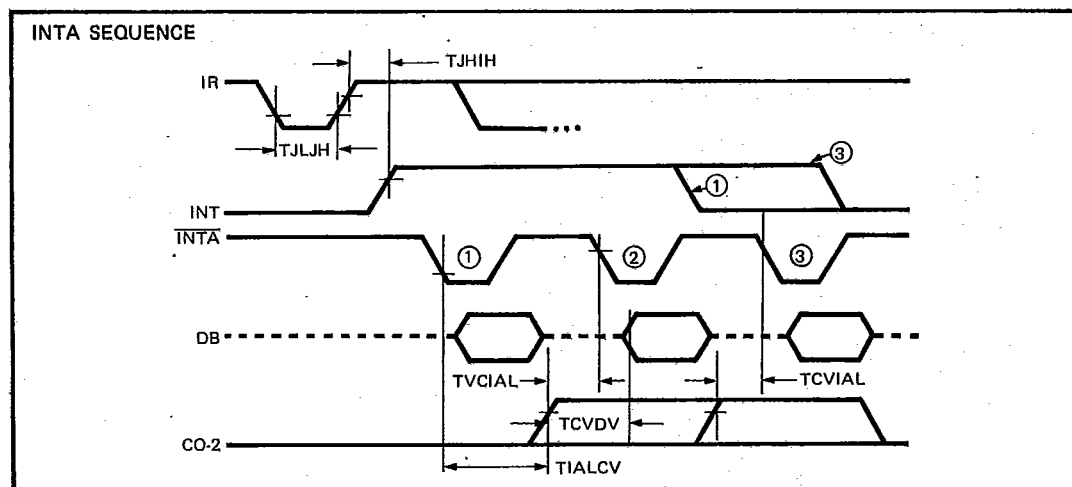 INTA SEQUENCE
TJHIH
IR
TJLJH
③
①
INT
INTA
①
②
③
DB
TVCIAL
TCVIAL
TCVDV
CO-2
TIALCV